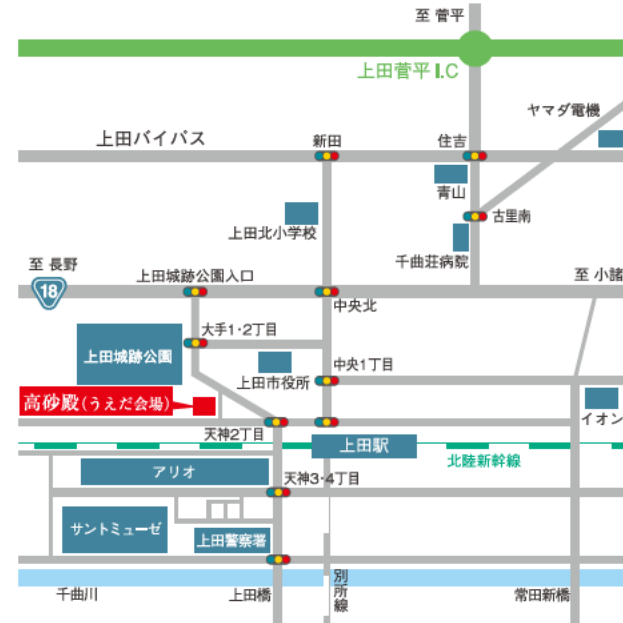 至 菅平
上田菅平 I.C
ヤマダ電機
上田バイパス
新田
住吉
青山
古里南
上田北小学校
千曲荘病院
至 長野
18
上田城跡公園入口
至 小諸
中央北
大手1・2丁目
上田城跡公園
上田市役所
中央1丁目
高砂殿(うえだ会場)
イオン
天神2丁目
上田駅
北陸新幹線
アリオ
天神3・4丁目
サントミューゼ
上田警察署
千曲川
上田橋
別所線
常田新橋